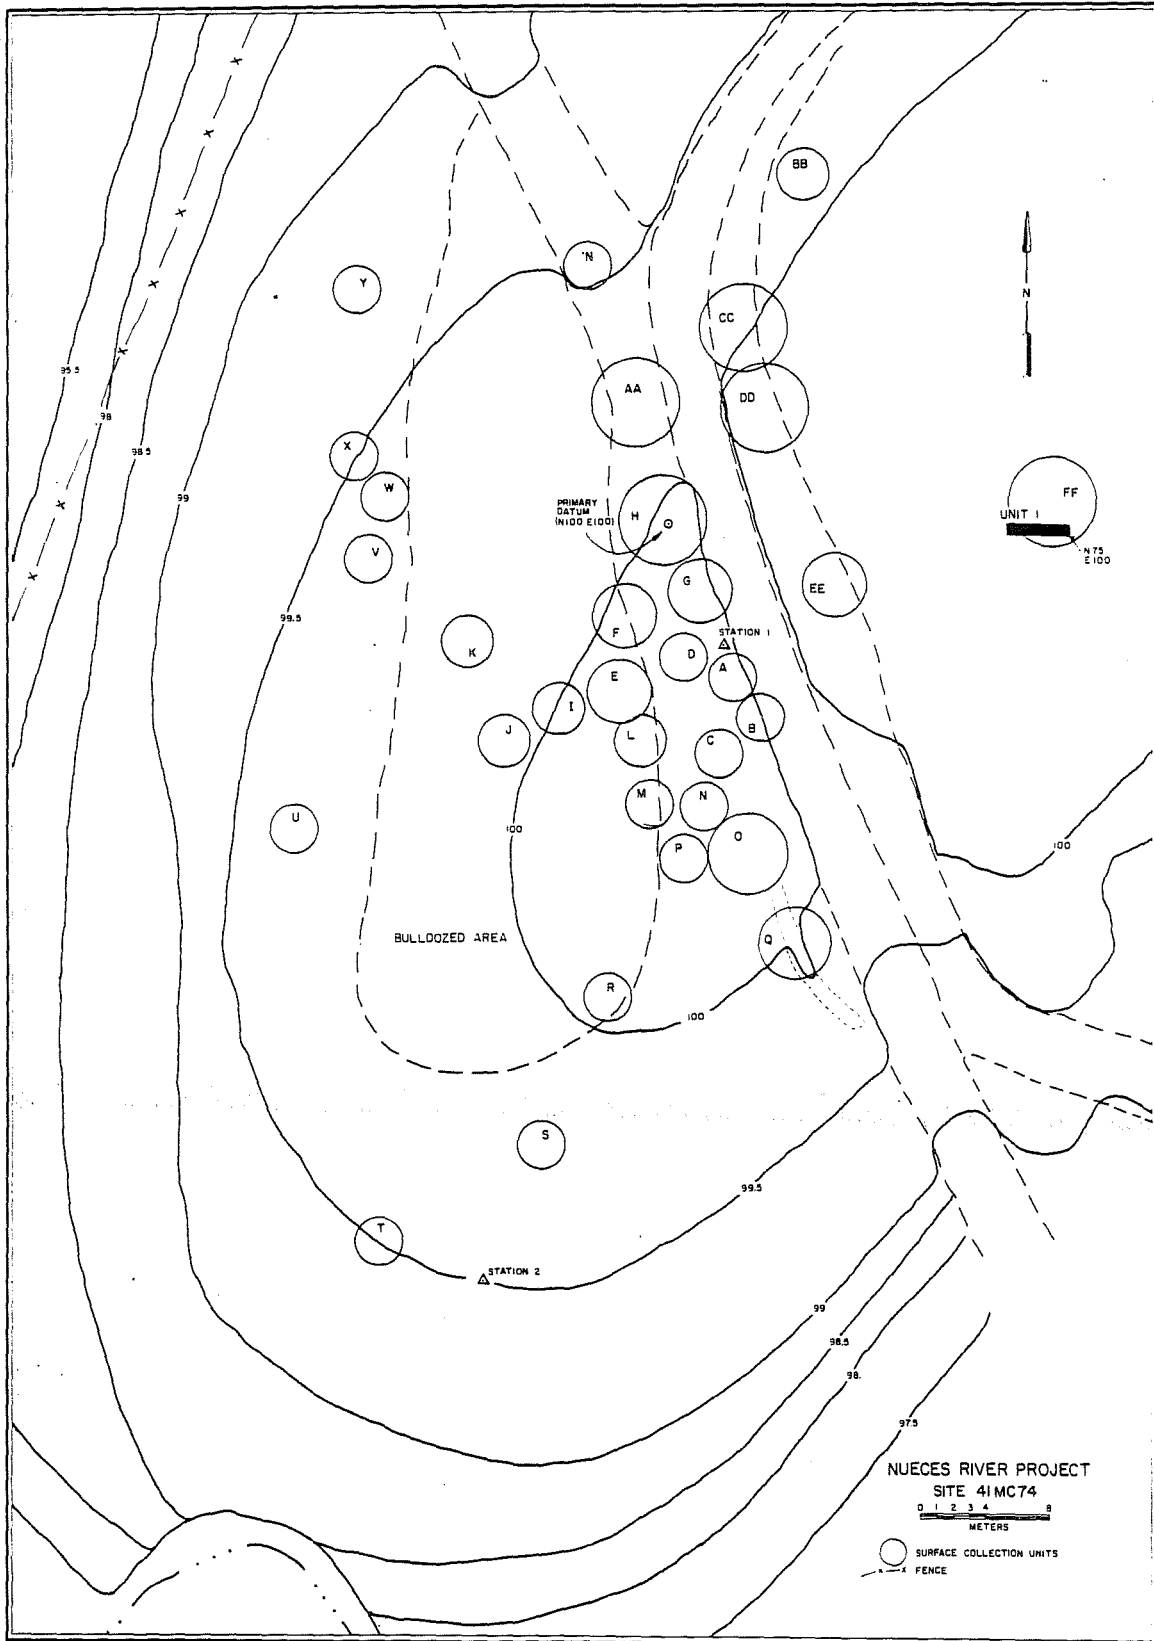 BB
'N
Y
N
CC
AA
DD
95.5
98
X
98.5
W
99
PRIMARY
DATUM
(N100 E100)
H
FF
UNIT 1
N75
E100
V
G
EE
99.5
F
STATION 1
K
D
A
E
I
J
L
B
C
M
N
U
100
P
O
100
BULLDOZED AREA
Q
R
100
S
99.5
T
STATION 2
99
98.5
98.
97.5
NUECES RIVER PROJECT
SITE 41MC74
0 1 2 3 4 8
METERS
SURFACE COLLECTION UNITS
x x FENCE